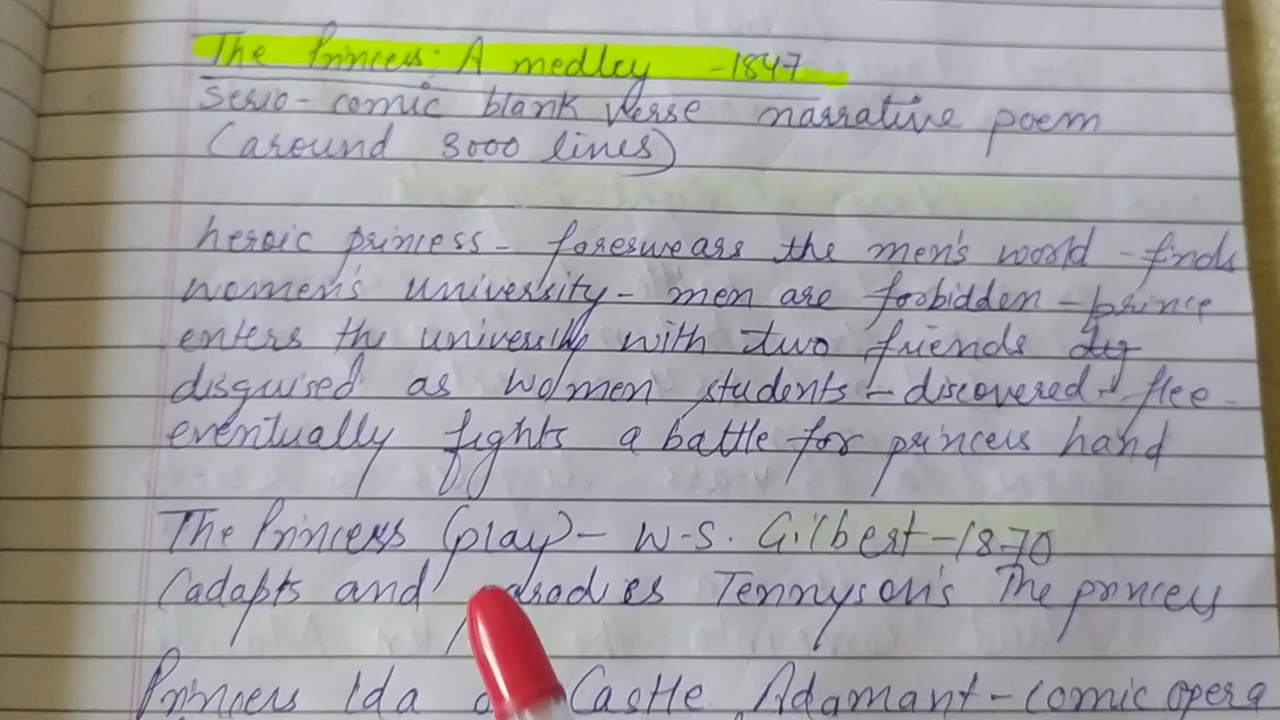 The Princess: A medley - 1847
serio-comic blank verse narrative poem
(around 3000 lines)
heroic princess - foreswears the men's world - finds
women's university - men are forbidden - prince
enters the university with two friends
disguised as women students - discovered - flee -
eventually fights a battle for princess hand
The Princess (play) - W.S. Gilbert - 1870
(adapts and Tennyson's The princess
Princess Ida Castle Adamant - comic opera